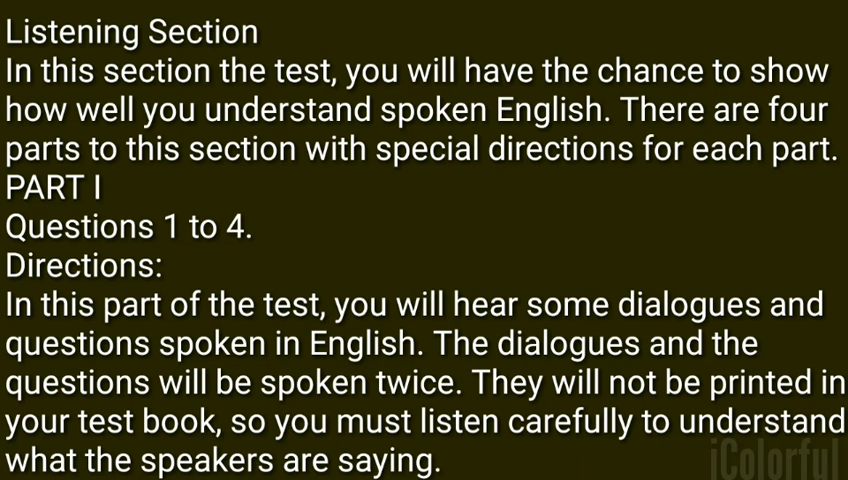 Listening Section
In this section the test, you will have the chance to show
how well you understand spoken English. There are four
parts to this section with special directions for each part.
PART I
Questions 1 to 4.
Directions:
In this part of the test, you will hear some dialogues and
questions spoken in English. The dialogues and the
questions will be spoken twice. They will not be printed in
your test book, so you must listen carefully to understand
what the speakers are saying.
iColorful